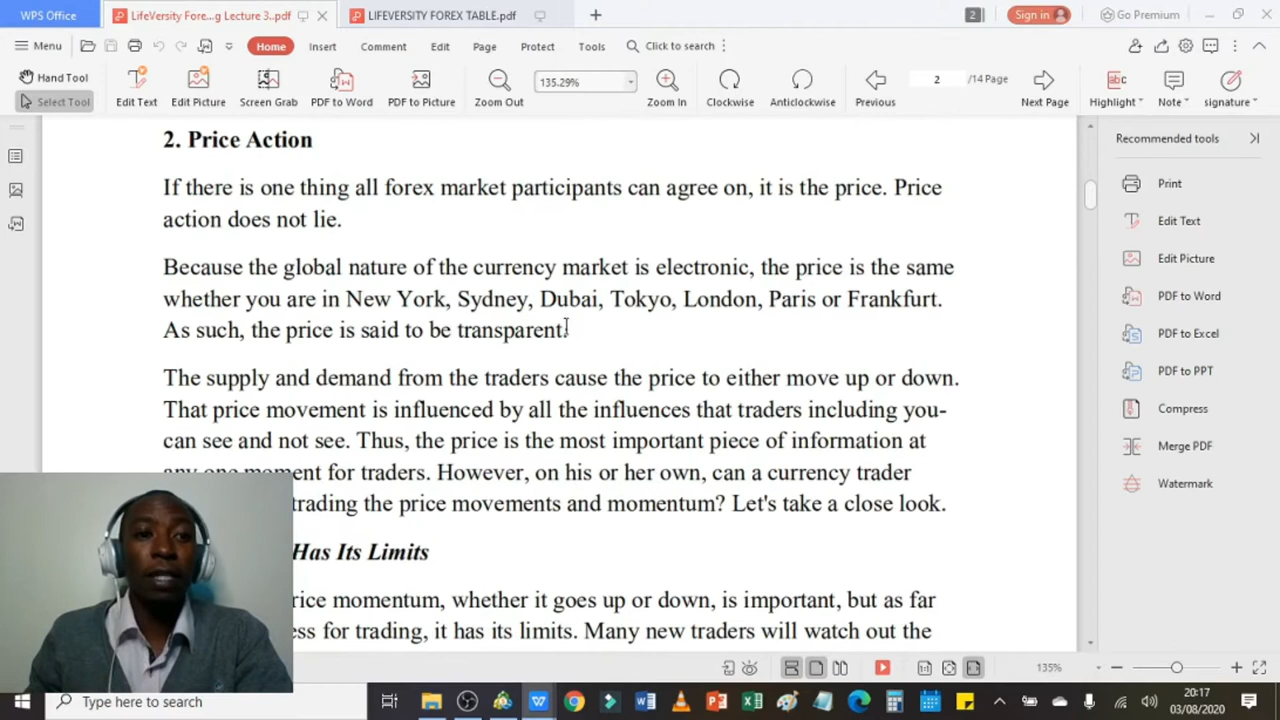 WPS Office
LifeVersity Fore...g Lecture 3..pdf
LIFEVERSITY FOREX TABLE.pdf
2
Sign in
Go Premium
Menu
Home
Insert
Comment
Edit
Page
Protect
Tools
Click to search
Hand Tool
Select Tool
Edit Text
Edit Picture
Screen Grab
PDF to Word
PDF to Picture
Zoom Out
135.29%
Zoom In
Clockwise
Anticlockwise
Previous
2
/14 Page
Next Page
Highlight
Note
signature
2. Price Action
If there is one thing all forex market participants can agree on, it is the price. Price
action does not lie.
Because the global nature of the currency market is electronic, the price is the same
whether you are in New York, Sydney, Dubai, Tokyo, London, Paris or Frankfurt.
As such, the price is said to be transparent.
The supply and demand from the traders cause the price to either move up or down.
That price movement is influenced by all the influences that traders including you-
can see and not see. Thus, the price is the most important piece of information at
any one moment for traders. However, on his or her own, can a currency trader
trading the price movements and momentum? Let's take a close look.
Has Its Limits
rice momentum, whether it goes up or down, is important, but as far
ess for trading, it has its limits. Many new traders will watch out the
Recommended tools
Print
Edit Text
Edit Picture
PDF to Word
PDF to Excel
PDF to PPT
Compress
Merge PDF
Watermark
135%
Type here to search
20:17
03/08/2020